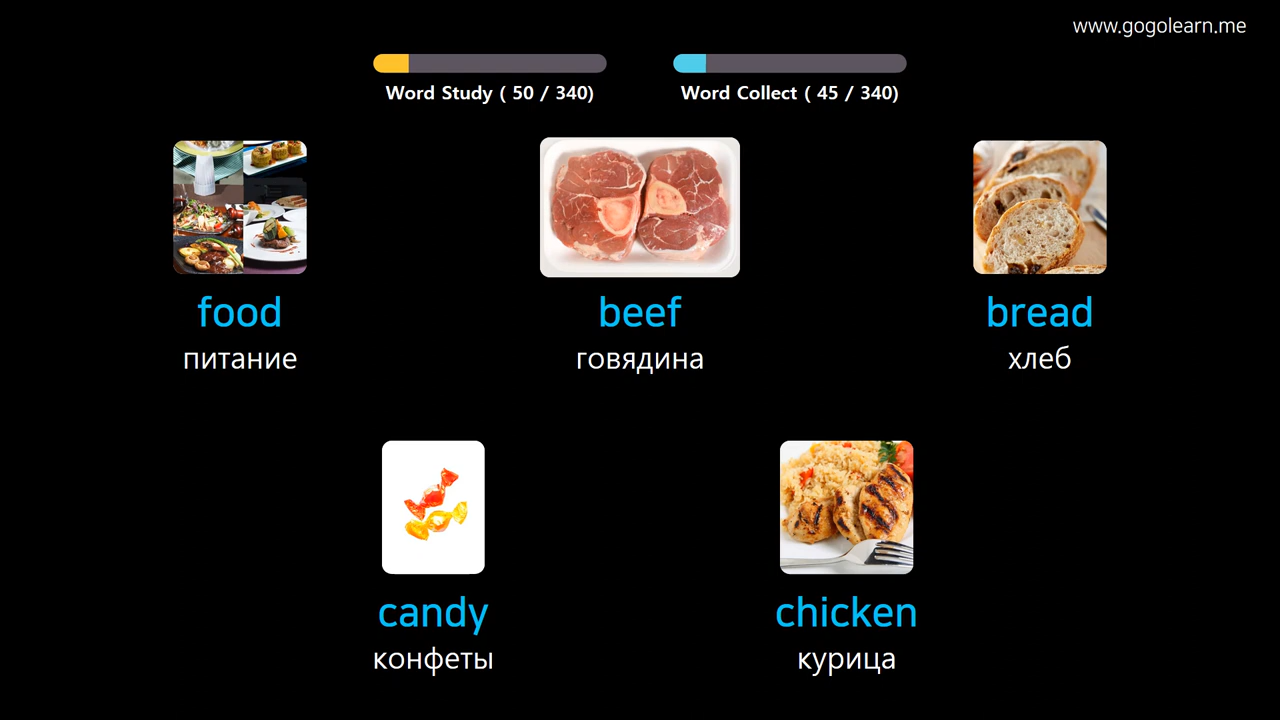 www.gogolearn.me
Word Study ( 50 / 340)
Word Collect ( 45 / 340)
food
питание
beef
говядина
bread
хлеб
candy
конфеты
chicken
курица